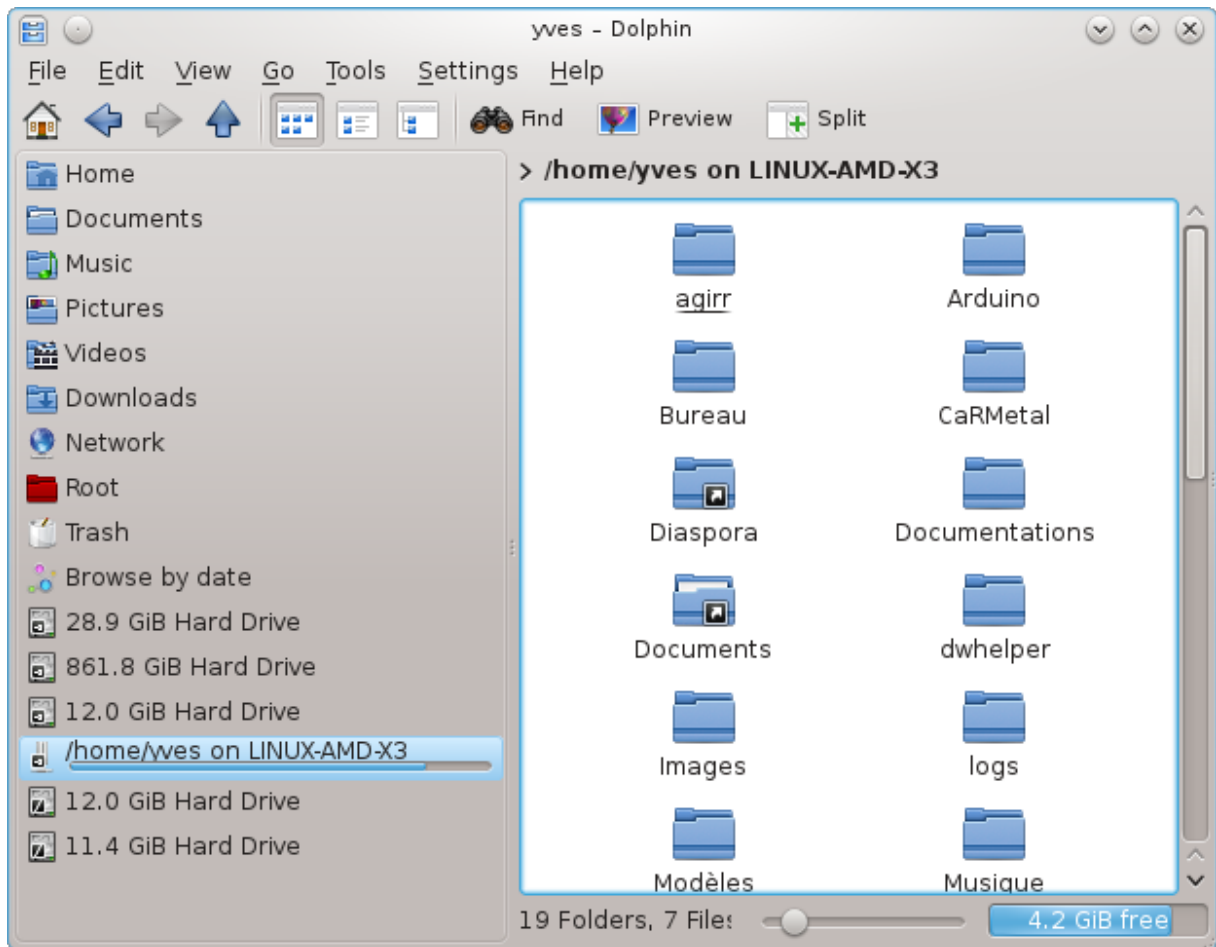 yves – Dolphin
File Edit View Go Tools Settings Help
Find Preview Split
Home
Documents
Music
Pictures
Videos
Downloads
Network
Root
Trash
Browse by date
28.9 GiB Hard Drive
861.8 GiB Hard Drive
12.0 GiB Hard Drive
/home/yves on LINUX-AMD-X3
12.0 GiB Hard Drive
11.4 GiB Hard Drive
> /home/yves on LINUX-AMD-X3
agirr Arduino
Bureau CaRMetal
Diaspora Documentations
Documents dwhelper
Images logs
Modèles Musique
19 Folders, 7 Files
4.2 GiB free